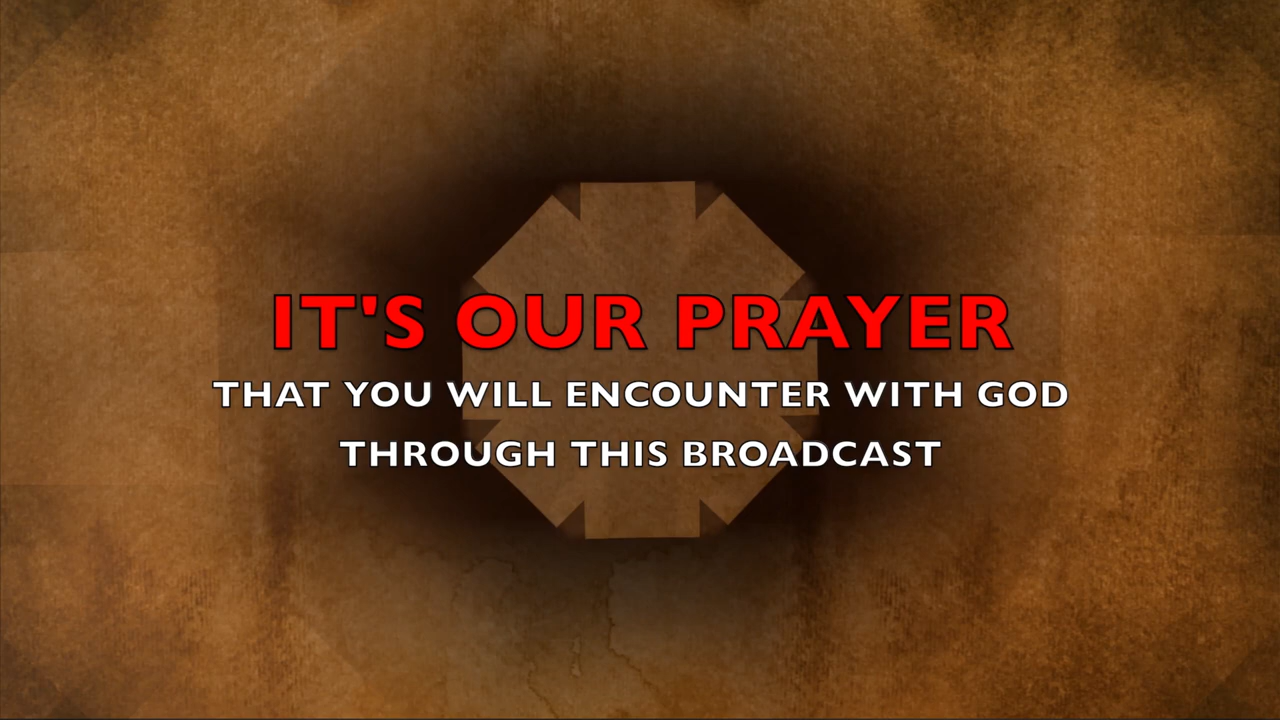 IT'S OUR PRAYER
THAT YOU WILL ENCOUNTER WITH GOD
THROUGH THIS BROADCAST